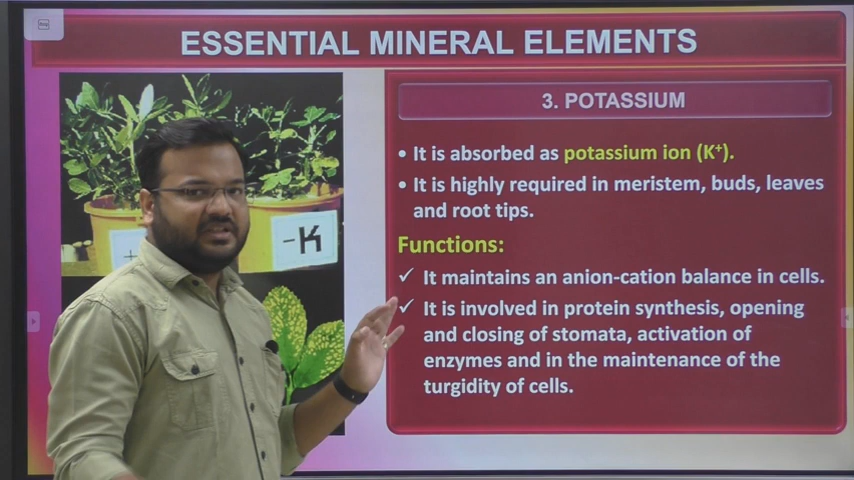 ESSENTIAL MINERAL ELEMENTS
3. POTASSIUM
• It is absorbed as potassium ion (K⁺).
• It is highly required in meristem, buds, leaves
and root tips.
Functions:
✓ It maintains an anion-cation balance in cells.
✓ It is involved in protein synthesis, opening
and closing of stomata, activation of
enzymes and in the maintenance of the
turgidity of cells.
+
-K